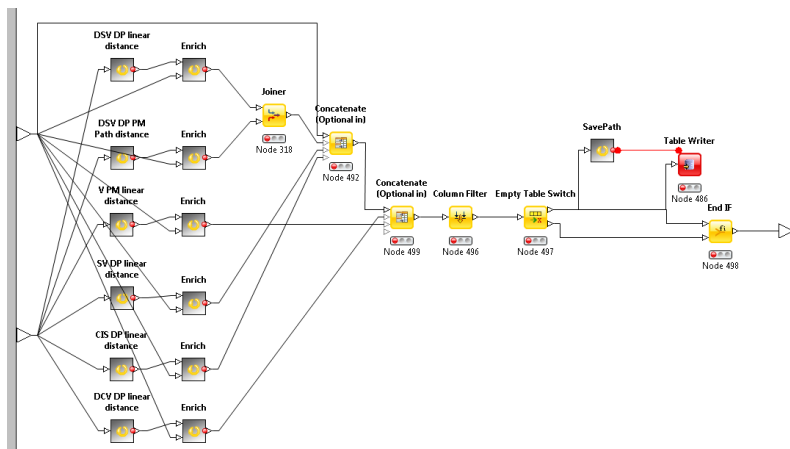 DSV DP linear
distance
Enrich
DSV DP PM
Path distance
Enrich
Joiner
Node 318
Concatenate
(Optional in)
Node 492
V PM linear
distance
Enrich
SV DP linear
distance
Enrich
CIS DP linear
distance
Enrich
DCV DP linear
distance
Enrich
Concatenate
(Optional in)
Node 499
Column Filter
Node 496
Empty Table Switch
Node 497
SavePath
Table Writer
Node 486
End IF
Node 498